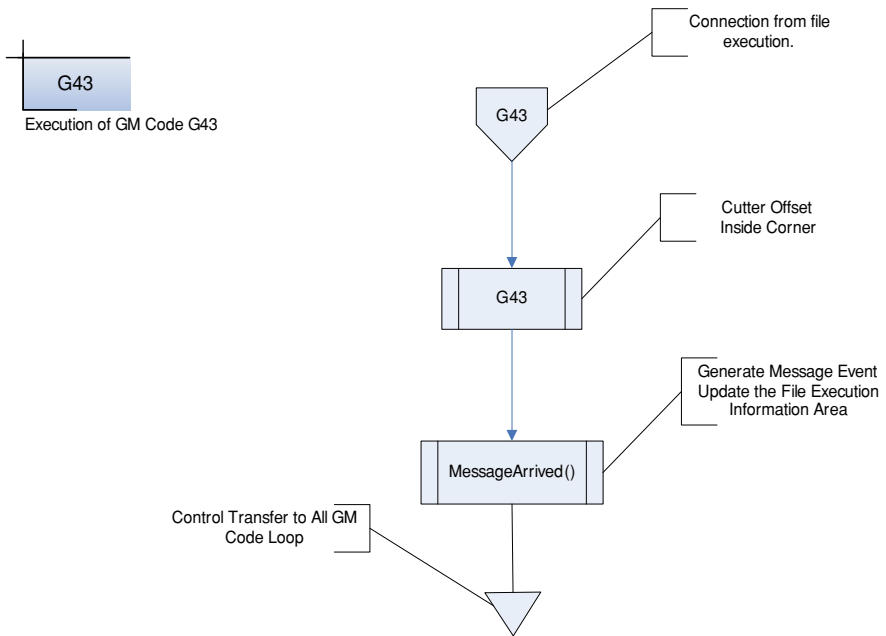 G43
Execution of GM Code G43
Connection from file
execution.
G43
Cutter Offset
Inside Corner
G43
Generate Message Event
Update the File Execution
Information Area
MessageArrived()
Control Transfer to All GM
Code Loop